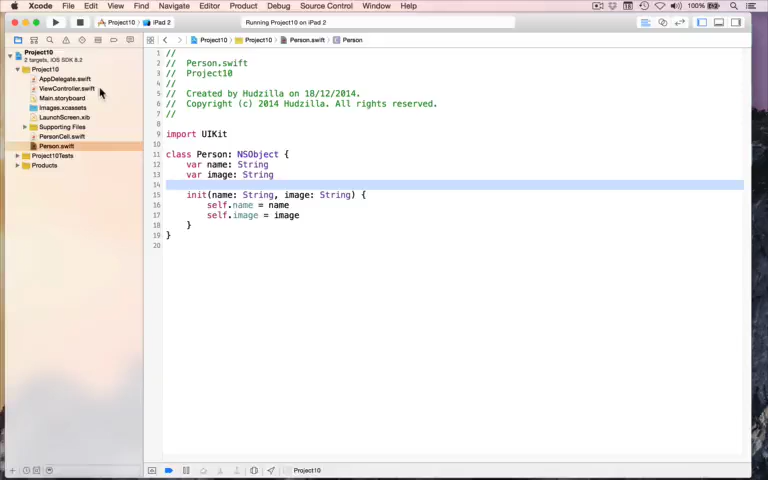 Xcode File Edit View Find Navigate Editor Product Debug Source Control Window Help 100%
Project10 iPad 2 Running Project10 on iPad 2
Project10 Project10 Person.swift Person
Project10
2 targets, iOS SDK 8.2
Project10
AppDelegate.swift
ViewController.swift
Main.storyboard
Images.xcassets
LaunchScreen.xib
Supporting Files
PersonCell.swift
Person.swift
Project10Tests
Products
1 //
2 // Person.swift
3 // Project10
4 //
5 // Created by Hudzilla on 18/12/2014.
6 // Copyright (c) 2014 Hudzilla. All rights reserved.
7 //
8
9 import UIKit
10
11 class Person: NSObject {
12 var name: String
13 var image: String
14
15 init(name: String, image: String) {
16 self.name = name
17 self.image = image
18 }
19 }
20
Project10